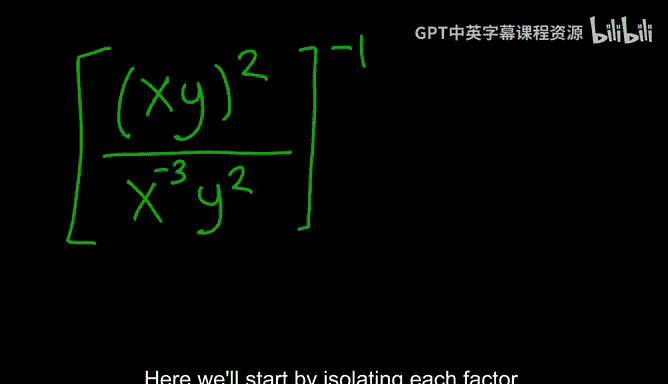 GPT中英字幕课程资源 bilibili
[(xy)^2 / x^-3 y^2]^-1
Here we'll start by isolating each factor